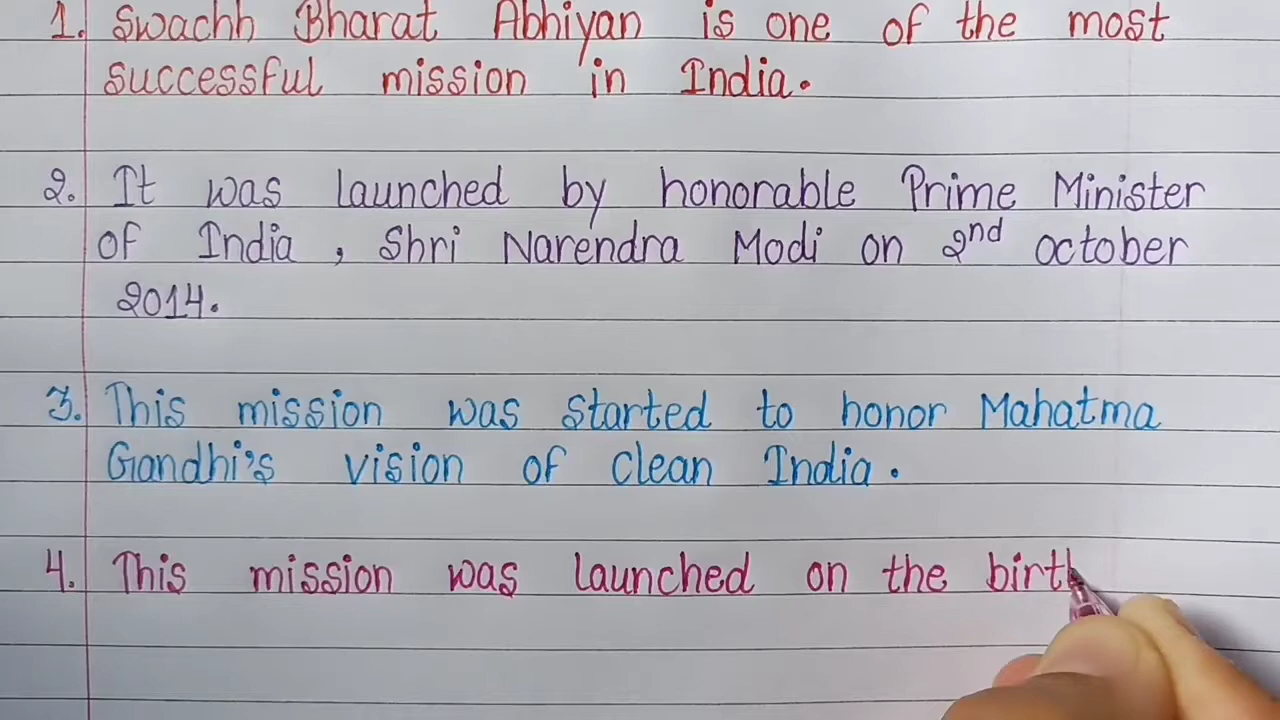 1. Swachh Bharat Abhiyan is one of the most
successful mission in India.
2. It was launched by honorable Prime Minister
of India, Shri Narendra Modi on 2nd october
2014.
3. This mission was started to honor Mahatma
Gandhi's vision of clean India.
4. This mission was launched on the birth